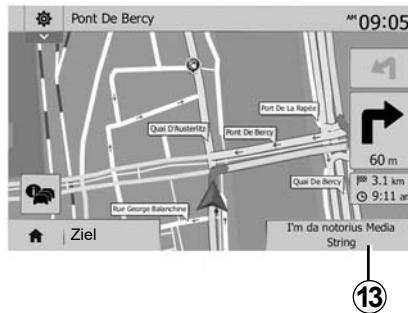 Pont De Bercy
AM 09:05
Port De La Rapée
Quai D'Austerlitz
Pont De Bercy
60 m
Quai De Bercy
3.1 km
9:11 am
Rue George Balanchine
Ziel
I'm da notorius Media
String
13